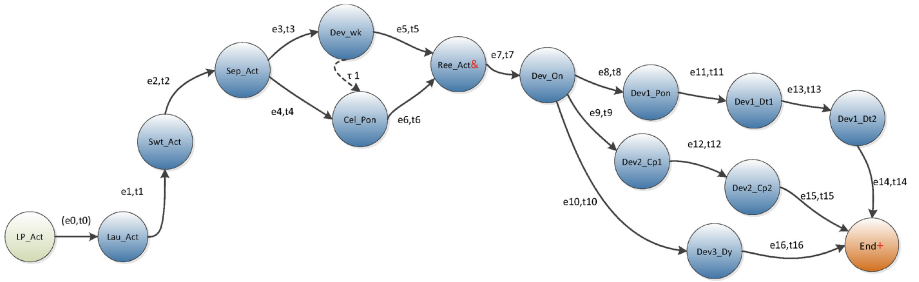 LP_Act
(e0,t0)
Lau_Act
e1,t1
Swt_Act
e2,t2
Sep_Act
e3,t3
Dev_wk
τ 1
e4,t4
Cel_Pon
e5,t5
e6,t6
Ree_Act&
e7,t7
Dev_On
e8,t8
Dev1_Pon
e11,t11
Dev1_Dt1
e13,t13
Dev1_Dt2
e14,t14
e9,t9
Dev2_Cp1
e12,t12
Dev2_Cp2
e15,t15
e10,t10
Dev3_Dy
e16,t16
End+